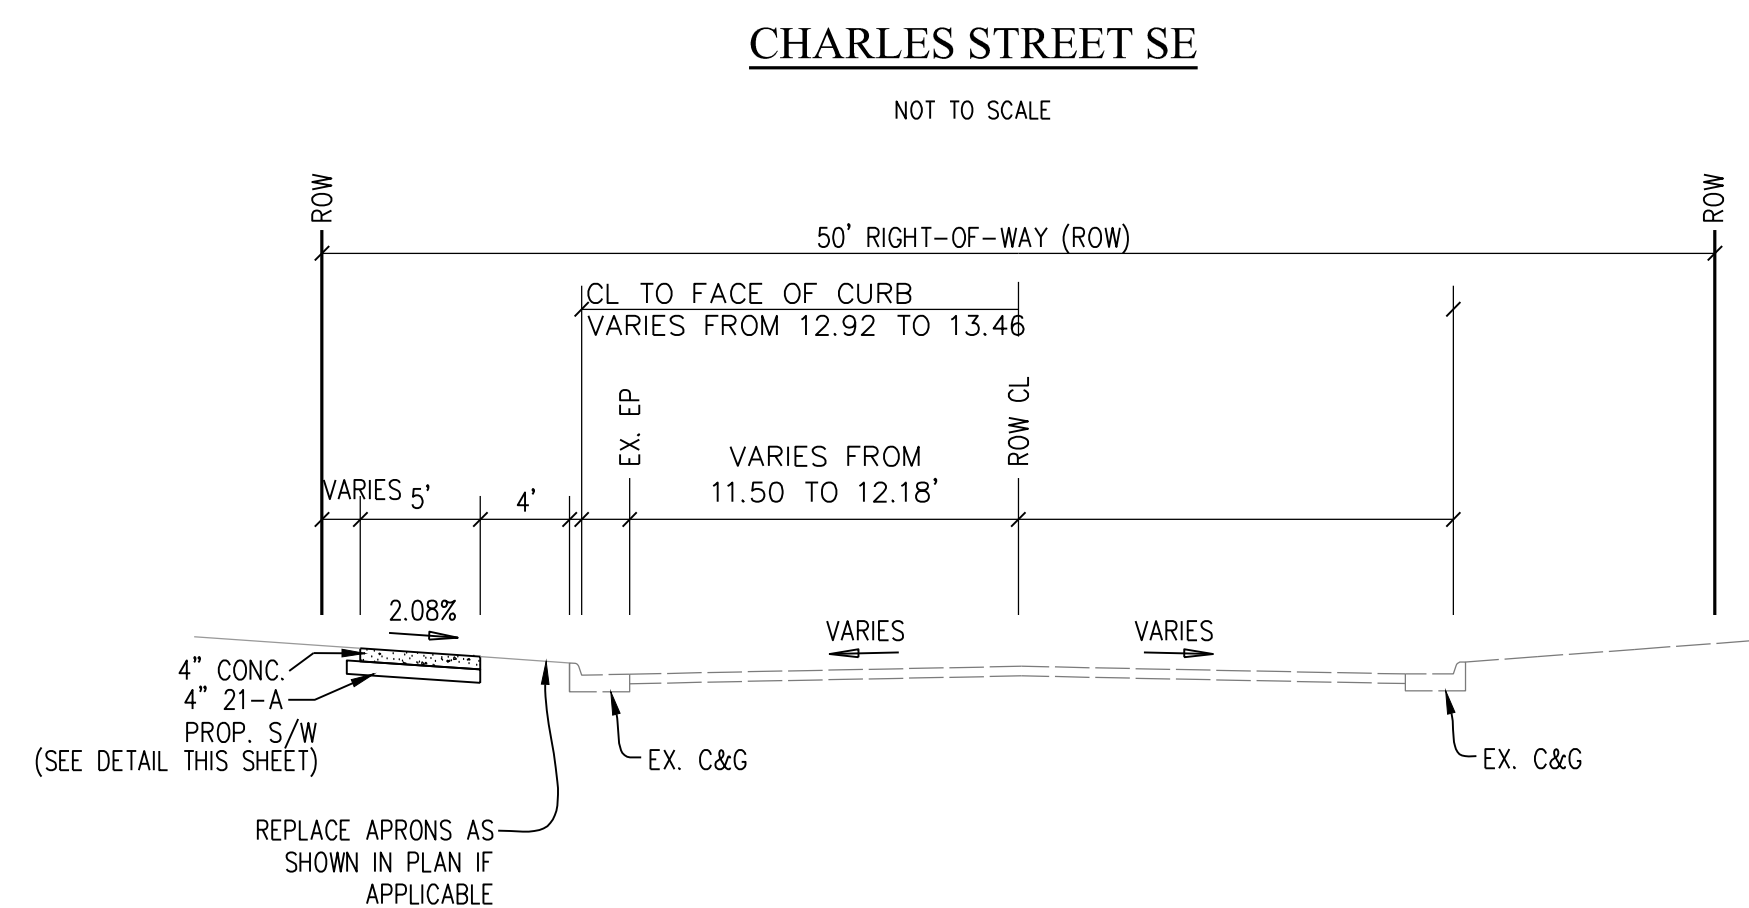 CHARLES STREET SE
NOT TO SCALE
ROW
ROW
50' RIGHT-OF-WAY (ROW)
CL TO FACE OF CURB
VARIES FROM 12.92 TO 13.46
EX. EP
ROW CL
VARIES FROM
11.50 TO 12.18'
VARIES
5'
4'
2.08%
VARIES
VARIES
4" CONC.
4" 21-A
PROP. S/W
(SEE DETAIL THIS SHEET)
EX. C&G
EX. C&G
REPLACE APRONS AS
SHOWN IN PLAN IF
APPLICABLE